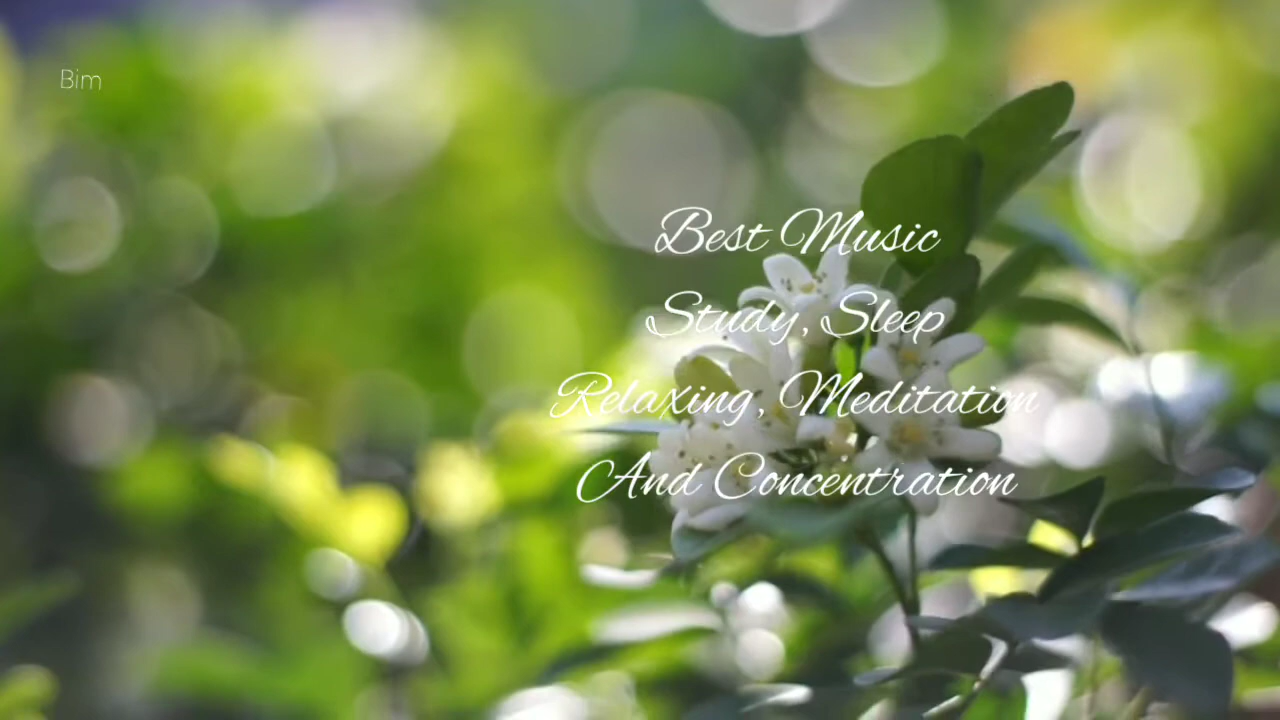 Bim
Best Music
Study, Sleep
Relaxing, Meditation
And Concentration